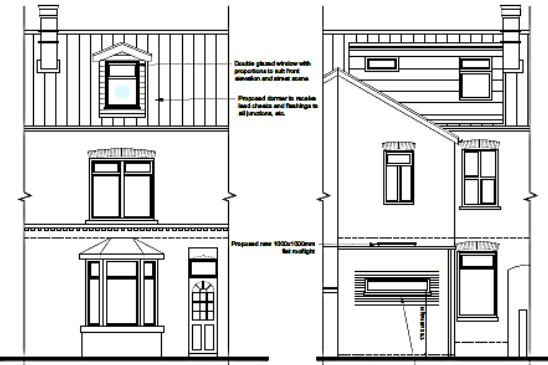 Double glazed window with
proportions to suit front
elevation and street scene
Proposed dormer to receive
lead cheeks and flashings to
all junctions, etc.
Proposed new 1000x1000mm
flat rooflight